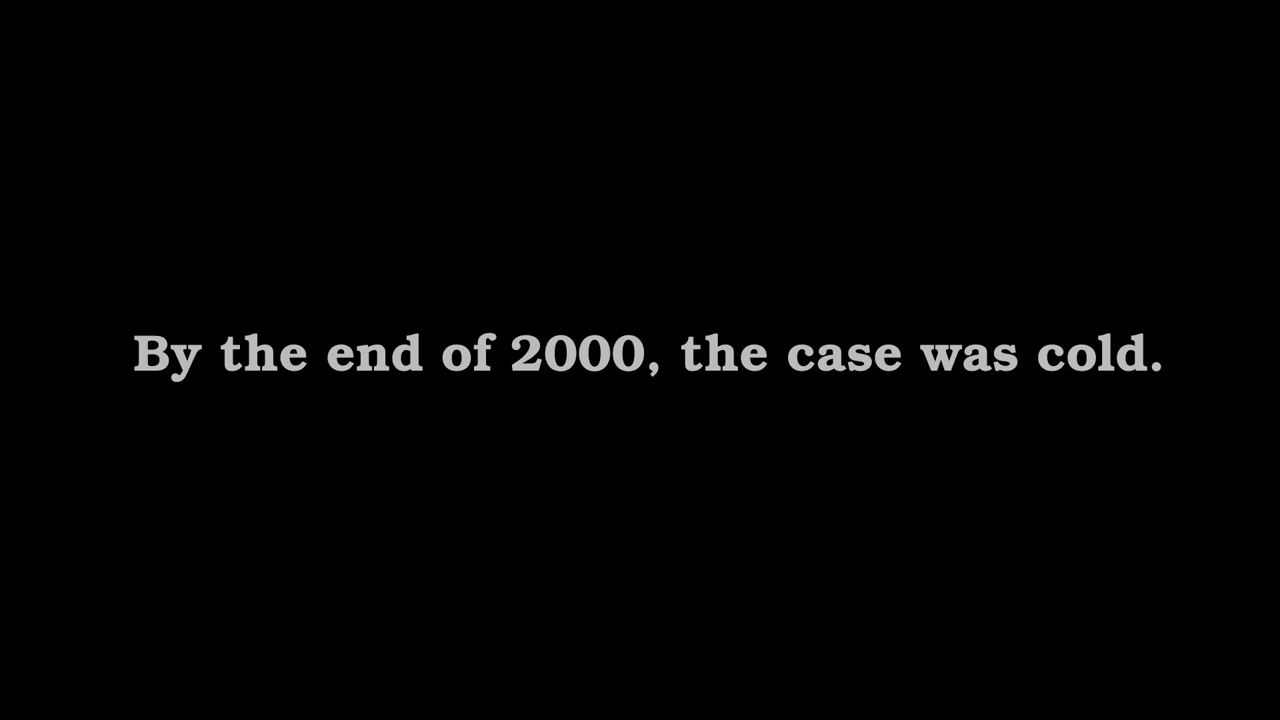 By the end of 2000, the case was cold.